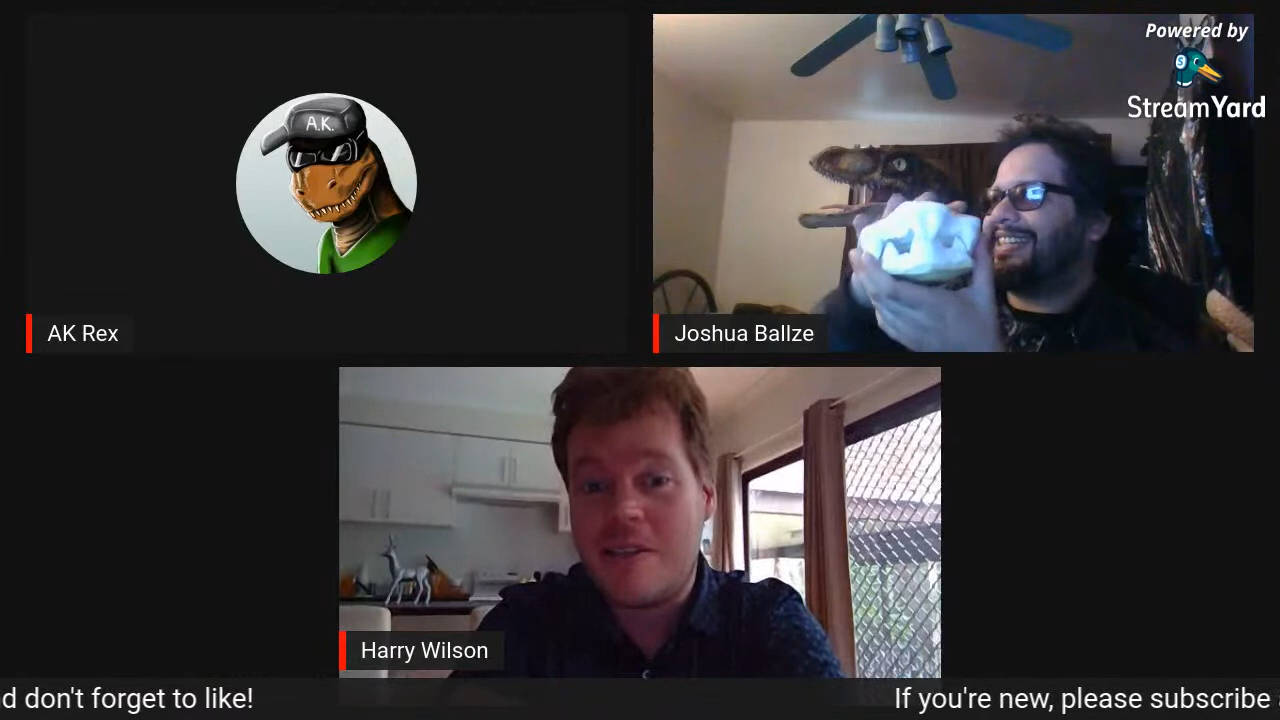 Powered by
StreamYard
A.K.
AK Rex
Joshua Ballze
Harry Wilson
d don't forget to like!
If you're new, please subscribe